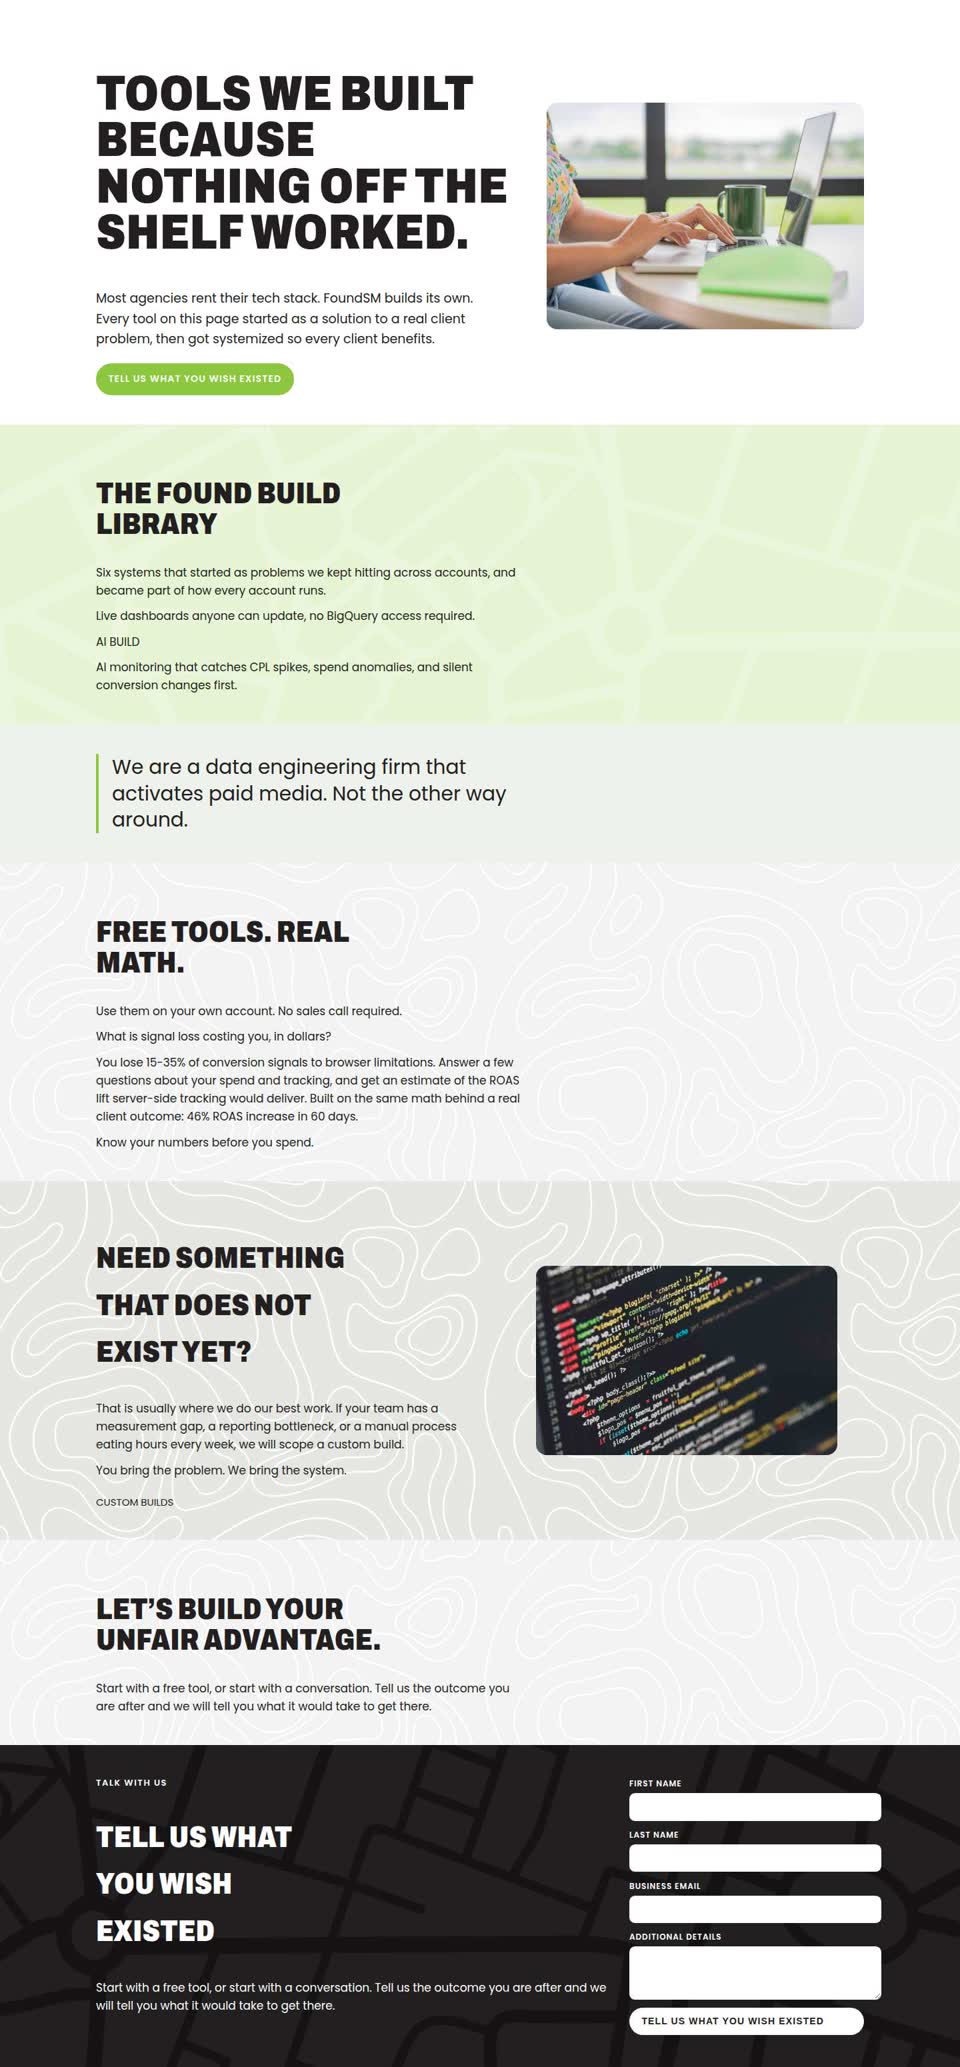 TOOLS WE BUILT
BECAUSE
NOTHING OFF THE
SHELF WORKED.
Most agencies rent their tech stack. FoundSM builds its own.
Every tool on this page started as a solution to a real client
problem, then got systemized so every client benefits.
TELL US WHAT YOU WISH EXISTED
THE FOUND BUILD
LIBRARY
Six systems that started as problems we kept hitting across accounts, and
became part of how every account runs.
Live dashboards anyone can update, no BigQuery access required.
AI BUILD
AI monitoring that catches CPL spikes, spend anomalies, and silent
conversion changes first.
We are a data engineering firm that
activates paid media. Not the other way
around.
FREE TOOLS. REAL
MATH.
Use them on your own account. No sales call required.
What is signal loss costing you, in dollars?
You lose 15-35% of conversion signals to browser limitations. Answer a few
questions about your spend and tracking, and get an estimate of the ROAS
lift server-side tracking would deliver. Built on the same math behind a real
client outcome: 46% ROAS increase in 60 days.
Know your numbers before you spend.
NEED SOMETHING
THAT DOES NOT
EXIST YET?
That is usually where we do our best work. If your team has a
measurement gap, a reporting bottleneck, or a manual process
eating hours every week, we will scope a custom build.
You bring the problem. We bring the system.
CUSTOM BUILDS
LET’S BUILD YOUR
UNFAIR ADVANTAGE.
Start with a free tool, or start with a conversation. Tell us the outcome you
are after and we will tell you what it would take to get there.
TALK WITH US
TELL US WHAT
YOU WISH
EXISTED
Start with a free tool, or start with a conversation. Tell us the outcome you are after and we
will tell you what it would take to get there.
FIRST NAME
LAST NAME
BUSINESS EMAIL
ADDITIONAL DETAILS
TELL US WHAT YOU WISH EXISTED